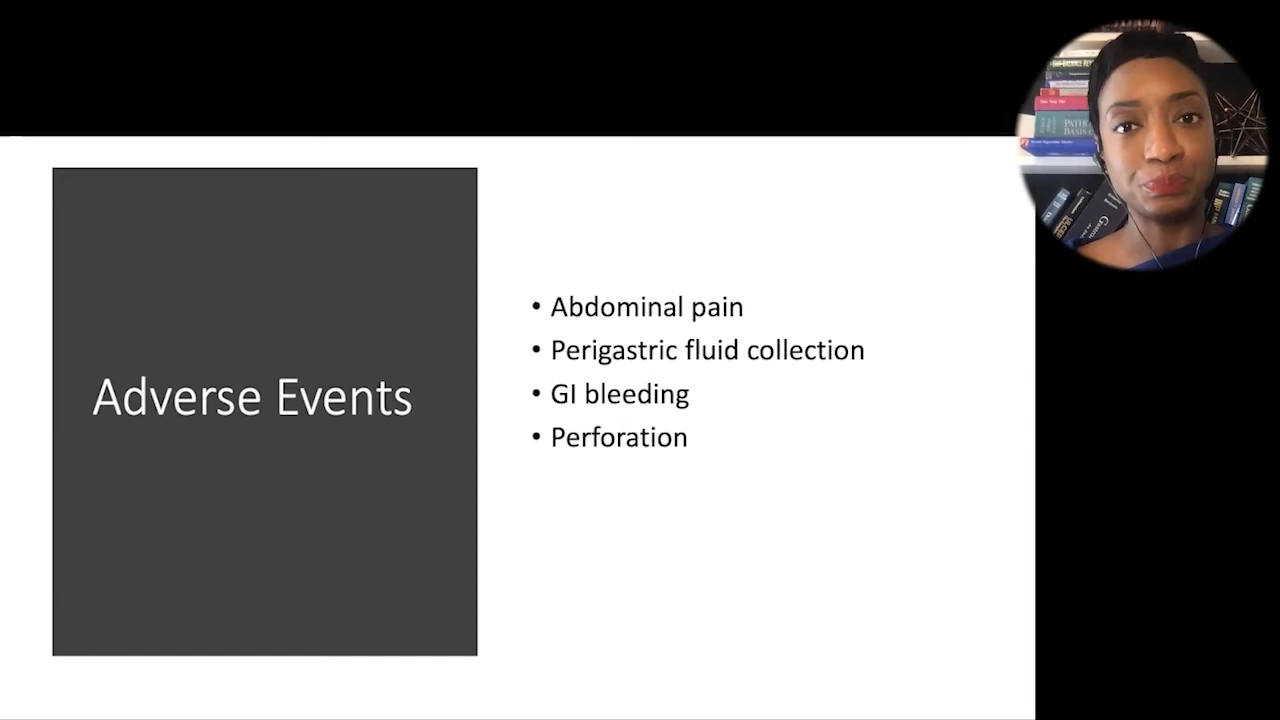 Adverse Events
• Abdominal pain
• Perigastric fluid collection
• GI bleeding
• Perforation